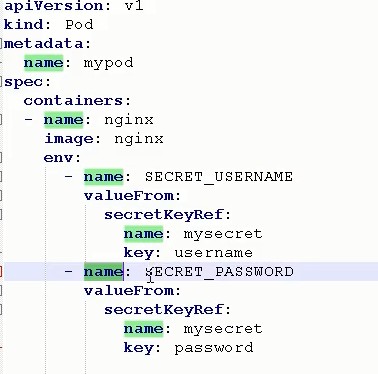 apiVersion: v1
kind: Pod
metadata:
  name: mypod
spec:
  containers:
  - name: nginx
    image: nginx
    env:
      - name: SECRET_USERNAME
        valueFrom:
          secretKeyRef:
            name: mysecret
            key: username
      - name: SECRET_PASSWORD
        valueFrom:
          secretKeyRef:
            name: mysecret
            key: password